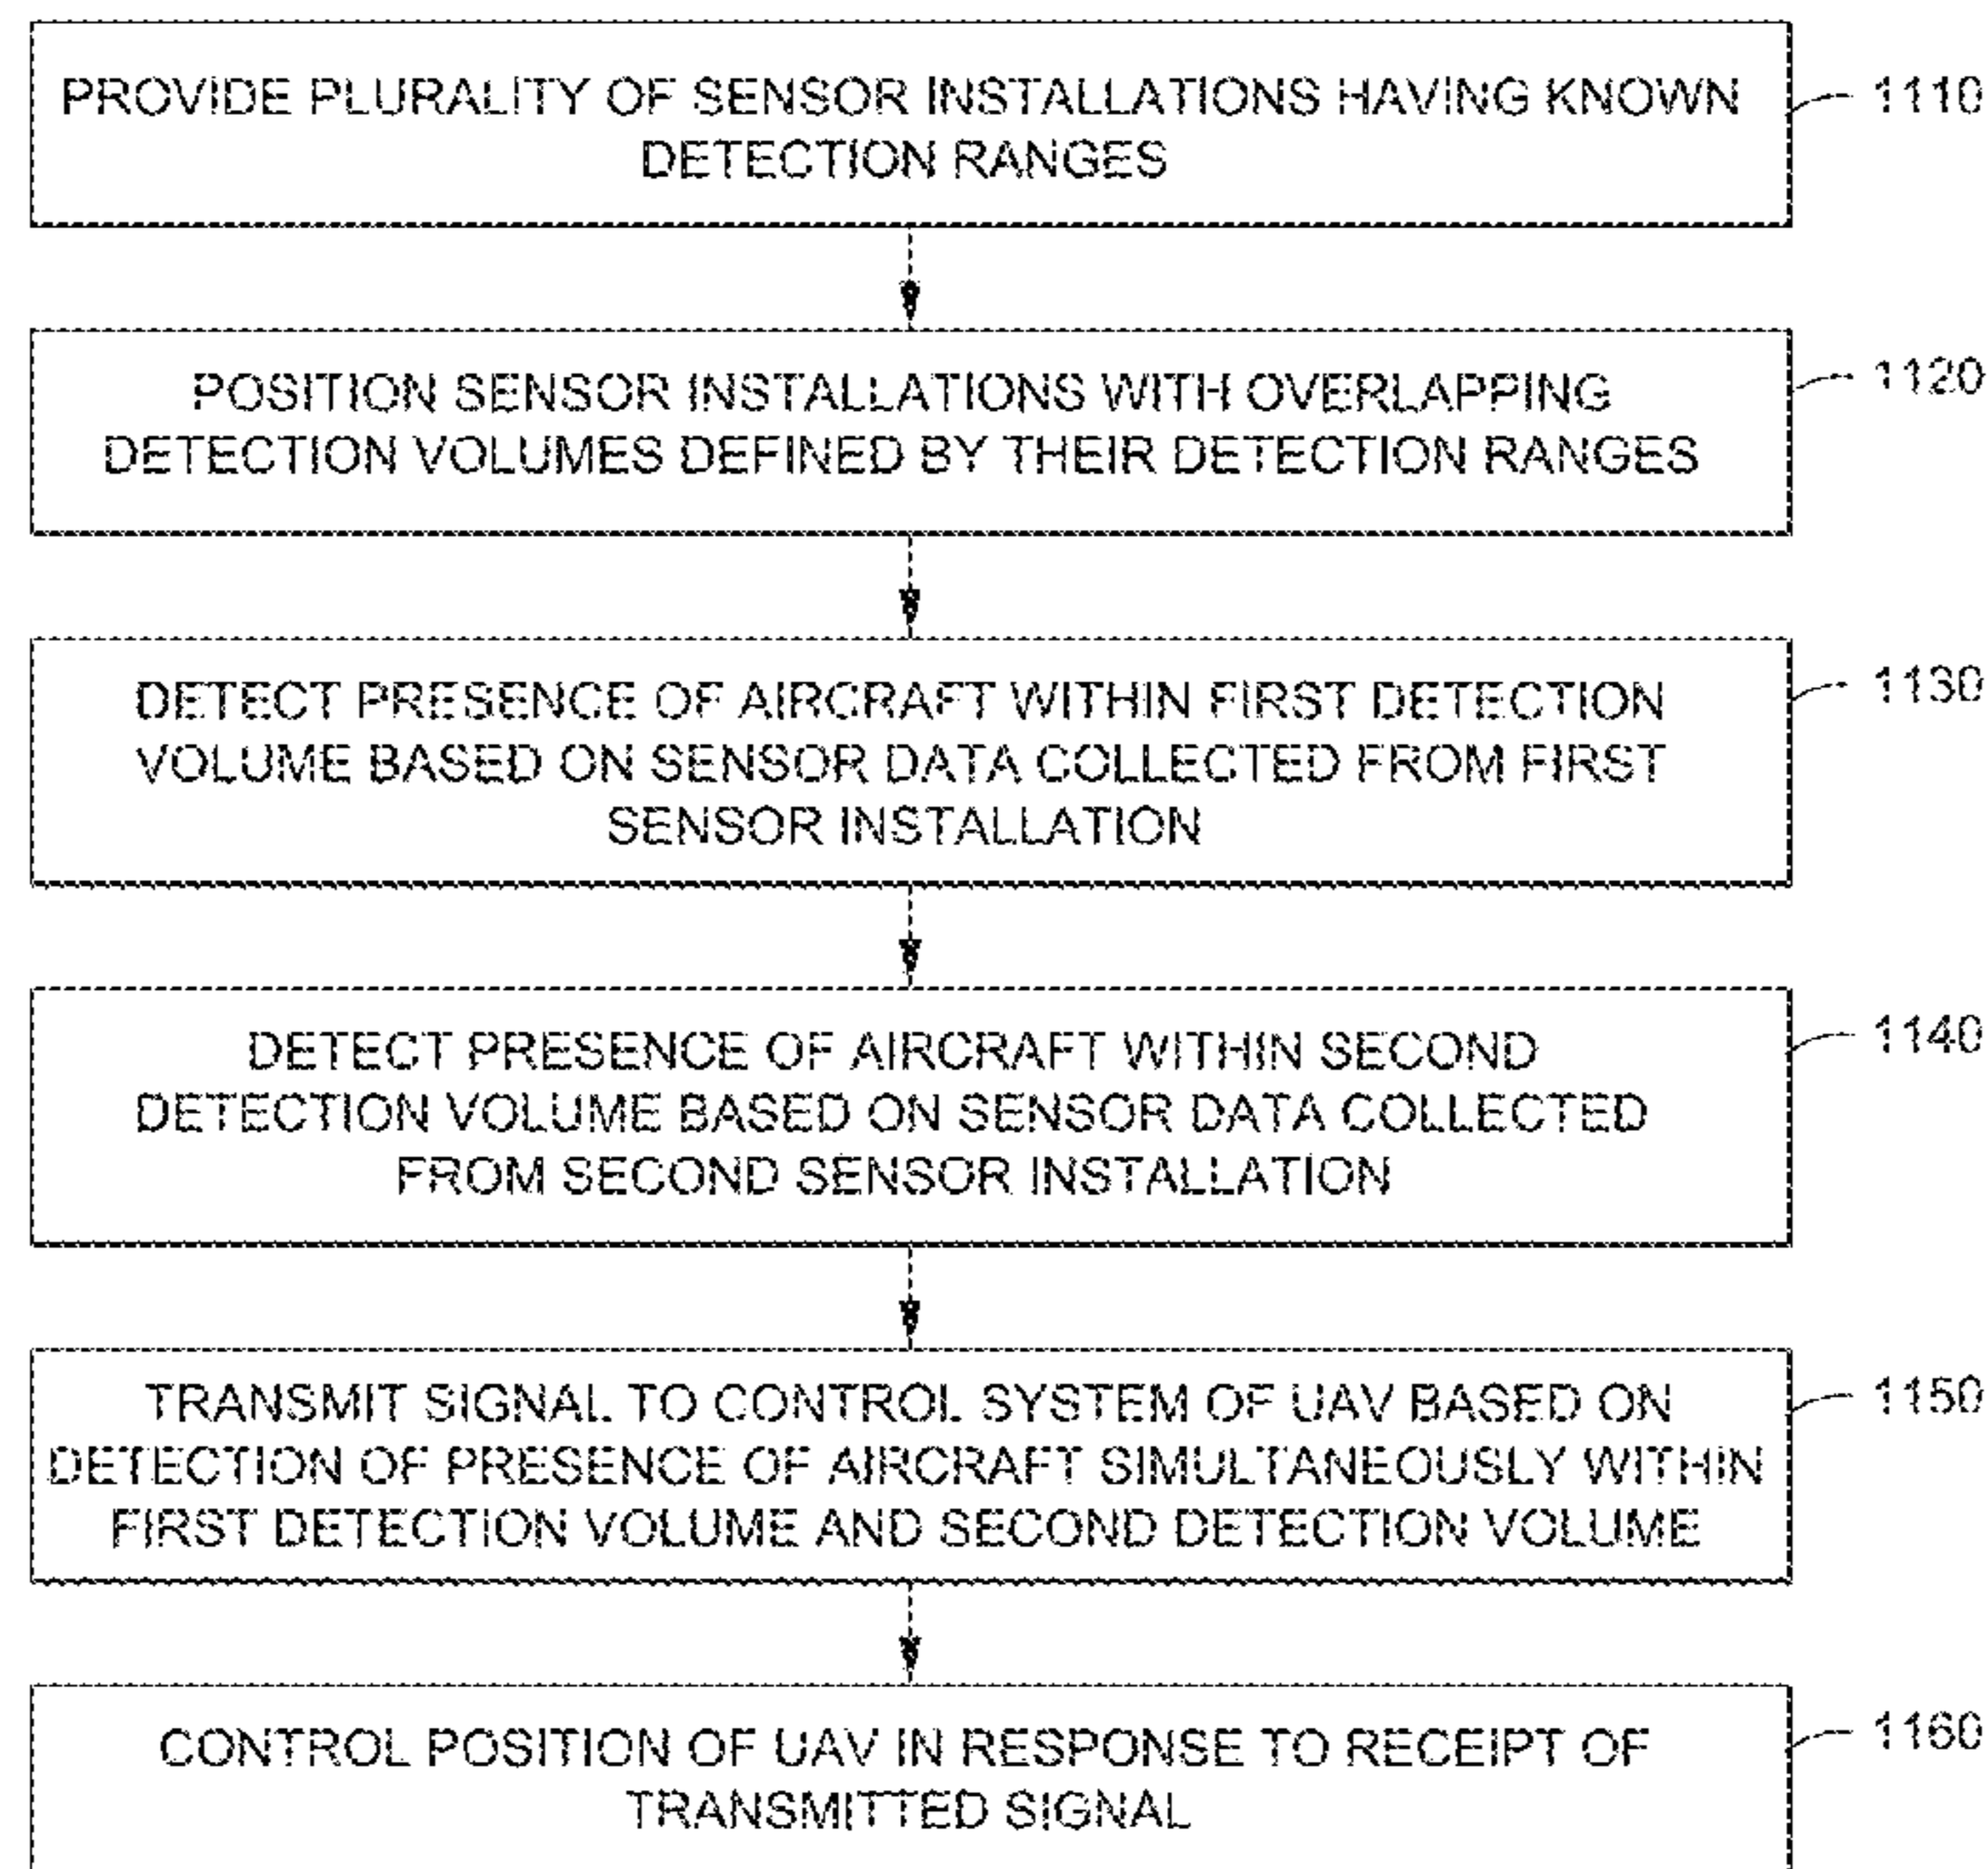 PROVIDE PLURALITY OF SENSOR INSTALLATIONS HAVING KNOWN
DETECTION RANGES
1110
POSITION SENSOR INSTALLATIONS WITH OVERLAPPING
DETECTION VOLUMES DEFINED BY THEIR DETECTION RANGES
1120
DETECT PRESENCE OF AIRCRAFT WITHIN FIRST DETECTION
VOLUME BASED ON SENSOR DATA COLLECTED FROM FIRST
SENSOR INSTALLATION
1130
DETECT PRESENCE OF AIRCRAFT WITHIN SECOND
DETECTION VOLUME BASED ON SENSOR DATA COLLECTED
FROM SECOND SENSOR INSTALLATION
1140
TRANSMIT SIGNAL TO CONTROL SYSTEM OF UAV BASED ON
DETECTION OF PRESENCE OF AIRCRAFT SIMULTANEOUSLY WITHIN
FIRST DETECTION VOLUME AND SECOND DETECTION VOLUME
1150
CONTROL POSITION OF UAV IN RESPONSE TO RECEIPT OF
TRANSMITTED SIGNAL
1160